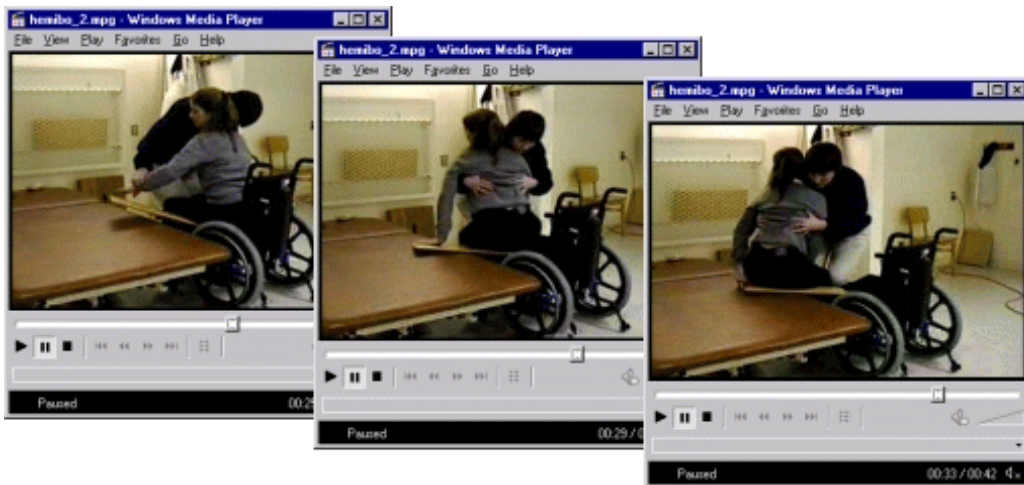 hemibo_2.mpg - Windows Media Player
File View Play Favorites Go Help
Paused
hemibo_2.mpg - Windows Media Player
File View Play Favorites Go Help
Paused 00:29 /
hemibo_2.mpg - Windows Media Player
File View Play Favorites Go Help
Paused 00:33 / 00:42